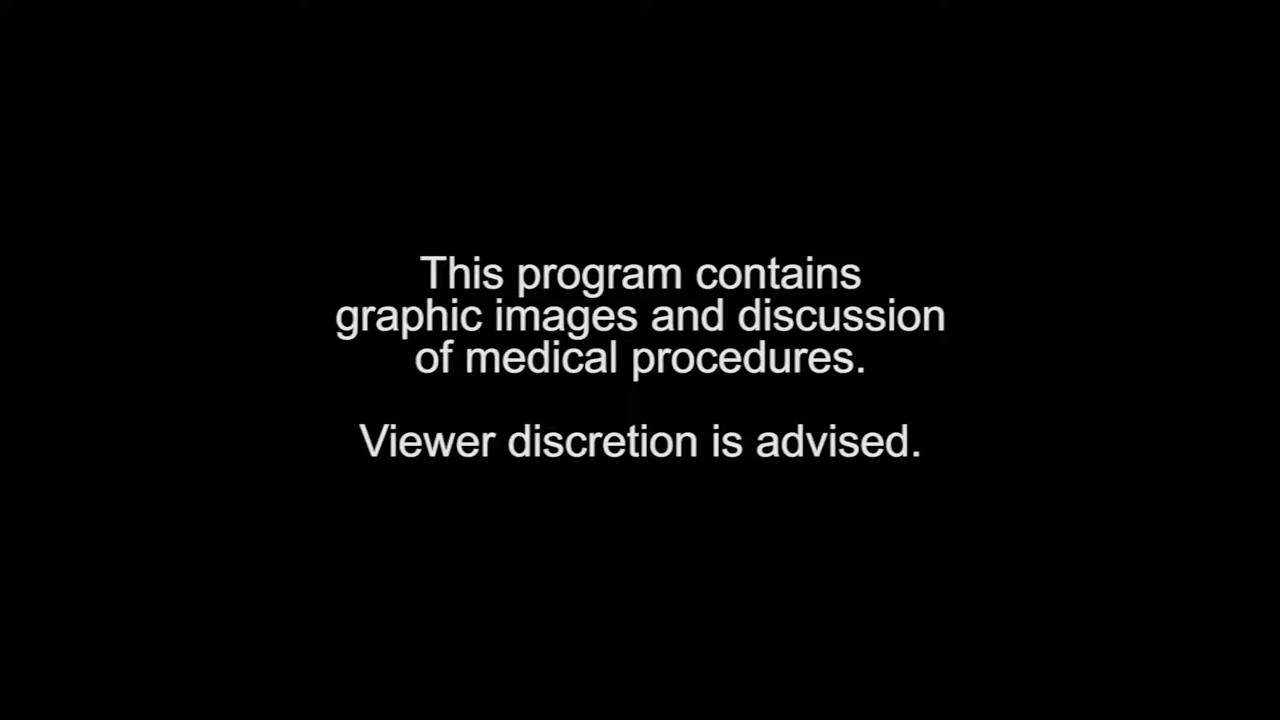 This program contains
graphic images and discussion
of medical procedures.
Viewer discretion is advised.